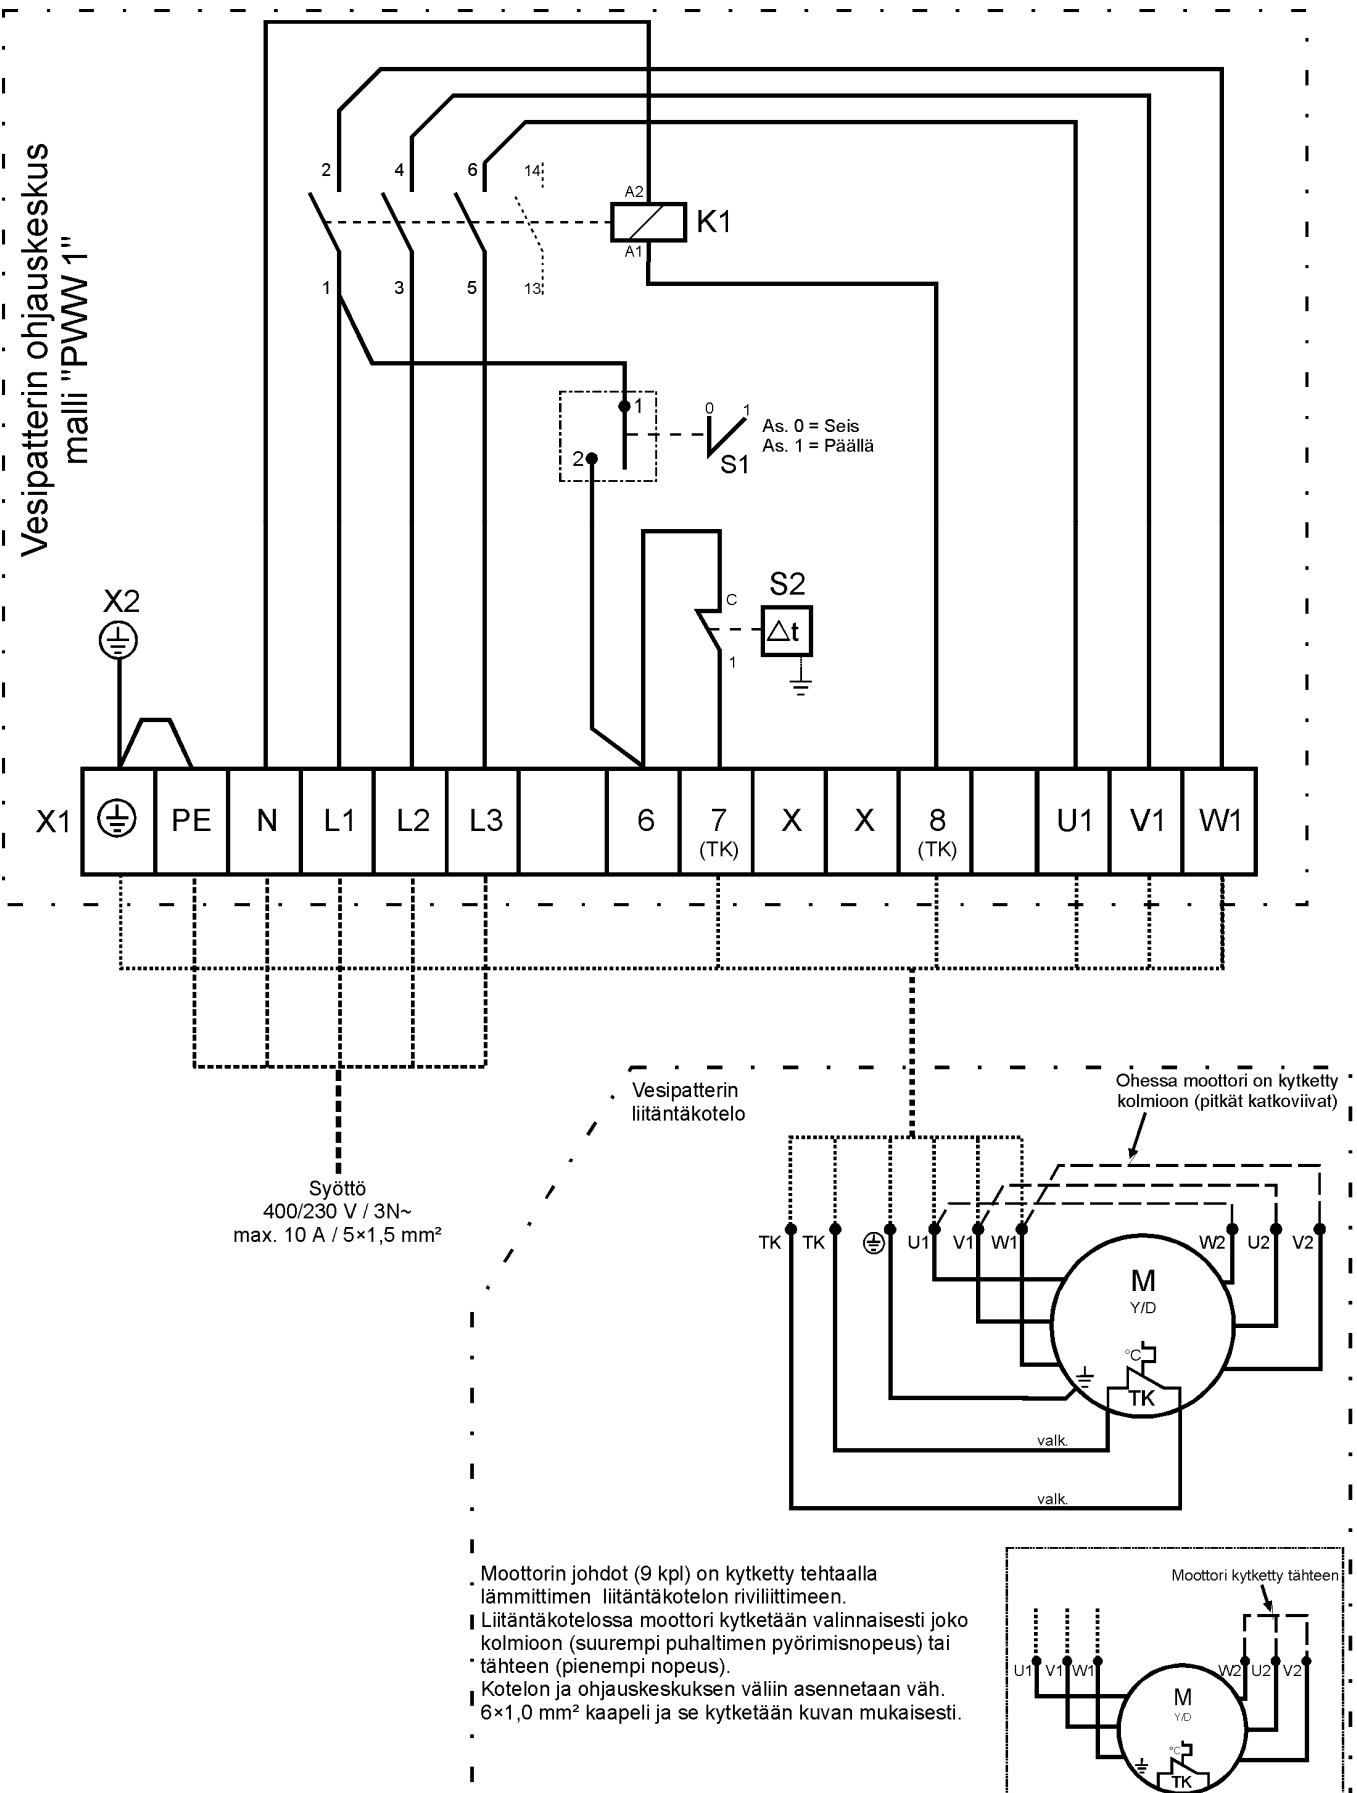 Vesipatterin ohjauskeskus
malli "PWW 1"
2 4 6 14
A2
K1
A1
1 3 5 13
1
2
0 1
S1
As. 0 = Seis
As. 1 = Päällä
X2
S2
C
△t
1
X1 PE N L1 L2 L3 6 7 X X 8 U1 V1 W1
(TK) (TK)
Syöttö
400/230 V / 3N~
max. 10 A / 5×1,5 mm²
Vesipatterin
liitäntäkotelo
Ohessa moottori on kytketty
kolmioon (pitkät katkoviivat)
TK TK U1 V1 W1 W2 U2 V2
M
Y/D
°C
TK
valk.
valk.
Moottorin johdot (9 kpl) on kytketty tehtaalla
lämmittimen liitäntäkotelon riviliittimeen.
Liitäntäkotelossa moottori kytketään valinnaisesti joko
kolmioon (suurempi puhaltimen pyörimisnopeus) tai
tähteen (pienempi nopeus).
Kotelon ja ohjauskeskuksen väliin asennetaan väh.
6×1,0 mm² kaapeli ja se kytketään kuvan mukaisesti.
Moottori kytketty tähteen
U1 V1 W1 W2 U2 V2
M
Y/D
°C
TK